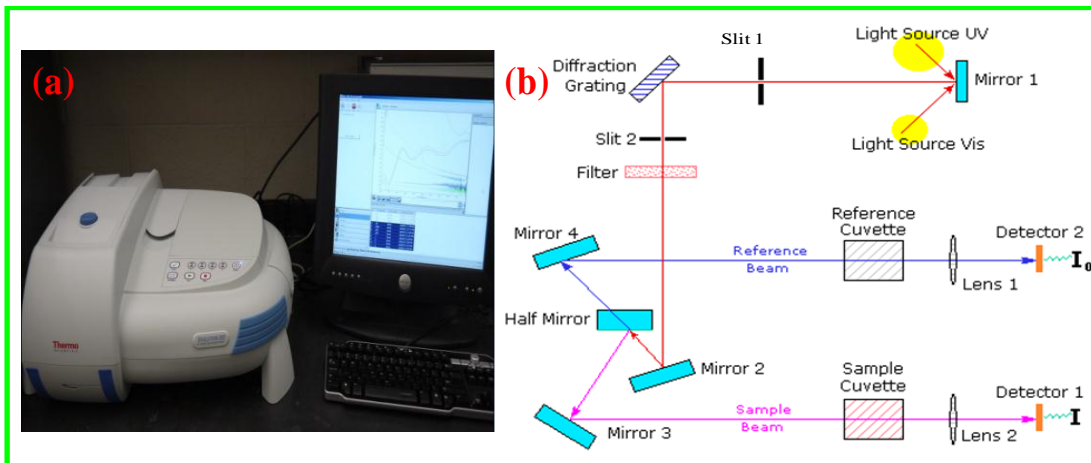 (a)
Thermo
SCIENTIFIC
(b)
Slit 1
Light Source UV
Diffraction
Grating
Mirror 1
Slit 2
Light Source Vis
Filter
Reference
Cuvette
Mirror 4
Detector 2
Reference
Beam
I₀
Lens 1
Half Mirror
Mirror 2
Sample
Cuvette
Detector 1
Sample
Beam
I
Mirror 3
Lens 2